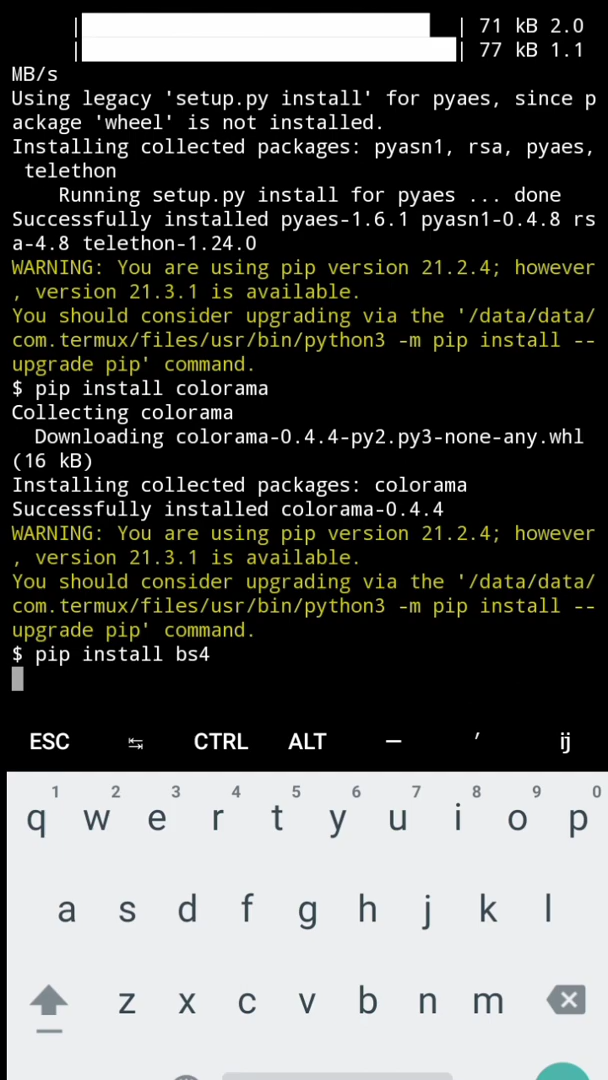 | | 71 kB 2.0
| | 77 kB 1.1
MB/s
Using legacy 'setup.py install' for pyaes, since p
ackage 'wheel' is not installed.
Installing collected packages: pyasn1, rsa, pyaes,
 telethon
    Running setup.py install for pyaes ... done
Successfully installed pyaes-1.6.1 pyasn1-0.4.8 rs
a-4.8 telethon-1.24.0
WARNING: You are using pip version 21.2.4; however
, version 21.3.1 is available.
You should consider upgrading via the '/data/data/
com.termux/files/usr/bin/python3 -m pip install --
upgrade pip' command.
$ pip install colorama
Collecting colorama
  Downloading colorama-0.4.4-py2.py3-none-any.whl
(16 kB)
Installing collected packages: colorama
Successfully installed colorama-0.4.4
WARNING: You are using pip version 21.2.4; however
, version 21.3.1 is available.
You should consider upgrading via the '/data/data/
com.termux/files/usr/bin/python3 -m pip install --
upgrade pip' command.
$ pip install bs4
ESC ↹ CTRL ALT — ′ ij
1 2 3 4 5 6 7 8 9 0
q w e r t y u i o p
a s d f g h j k l
z x c v b n m